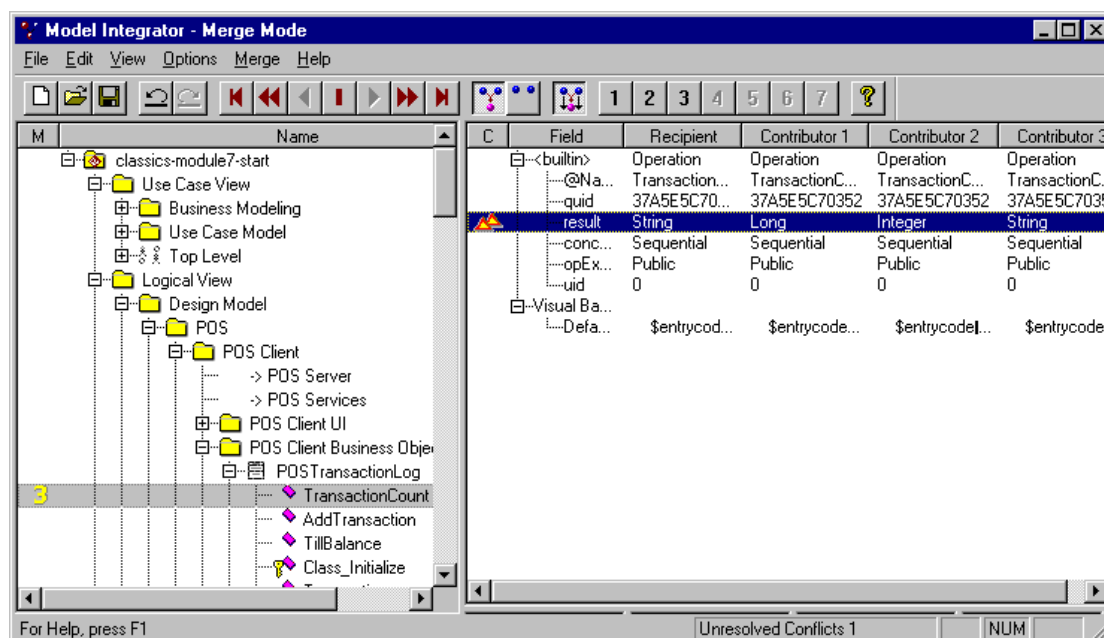 Model Integrator - Merge Mode
File Edit View Options Merge Help
1 2 3 4 5 6 7 ?
M Name
classics-module7-start
Use Case View
Business Modeling
Use Case Model
Top Level
Logical View
Design Model
POS
POS Client
-> POS Server
-> POS Services
POS Client UI
POS Client Business Obje
POSTransactionLog
3 TransactionCount
AddTransaction
TillBalance
Class_Initialize
C Field Recipient Contributor 1 Contributor 2 Contributor 3
<builtin> Operation Operation Operation Operation
@Na... Transaction... TransactionC... TransactionC... TransactionC.
quid 37A5E5C70... 37A5E5C70352 37A5E5C70352 37A5E5C7035
result String Long Integer String
conc... Sequential Sequential Sequential Sequential
opEx... Public Public Public Public
uid 0 0 0 0
Visual Ba...
Defa... $entrycod... $entrycode... $entrycode|... $entrycode
For Help, press F1
Unresolved Conflicts 1 NUM